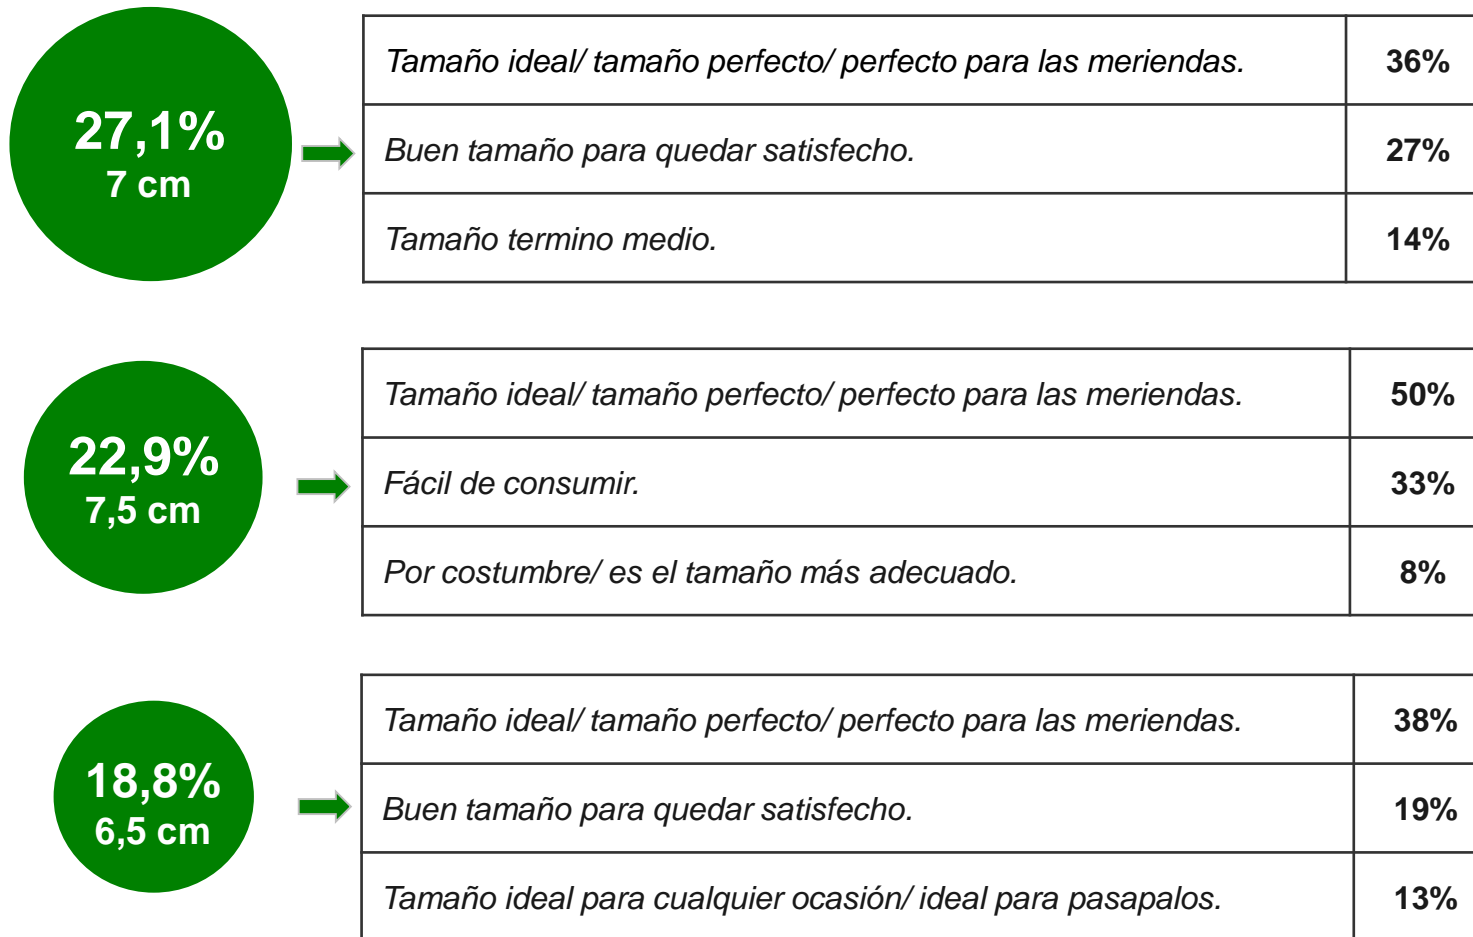 27,1%
7 cm
Tamaño ideal/ tamaño perfecto/ perfecto para las meriendas. 36%
Buen tamaño para quedar satisfecho. 27%
Tamaño termino medio. 14%
22,9%
7,5 cm
Tamaño ideal/ tamaño perfecto/ perfecto para las meriendas. 50%
Fácil de consumir. 33%
Por costumbre/ es el tamaño más adecuado. 8%
18,8%
6,5 cm
Tamaño ideal/ tamaño perfecto/ perfecto para las meriendas. 38%
Buen tamaño para quedar satisfecho. 19%
Tamaño ideal para cualquier ocasión/ ideal para pasapalos. 13%